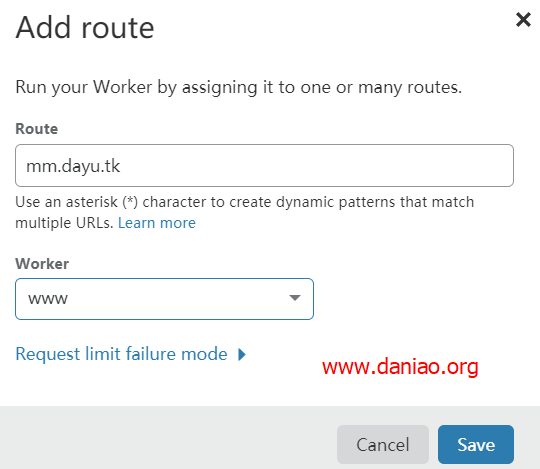 Add route
Run your Worker by assigning it to one or many routes.
Route
mm.dayu.tk
Use an asterisk (*) character to create dynamic patterns that match
multiple URLs. Learn more
Worker
www
Request limit failure mode
www.daniao.org
Cancel Save